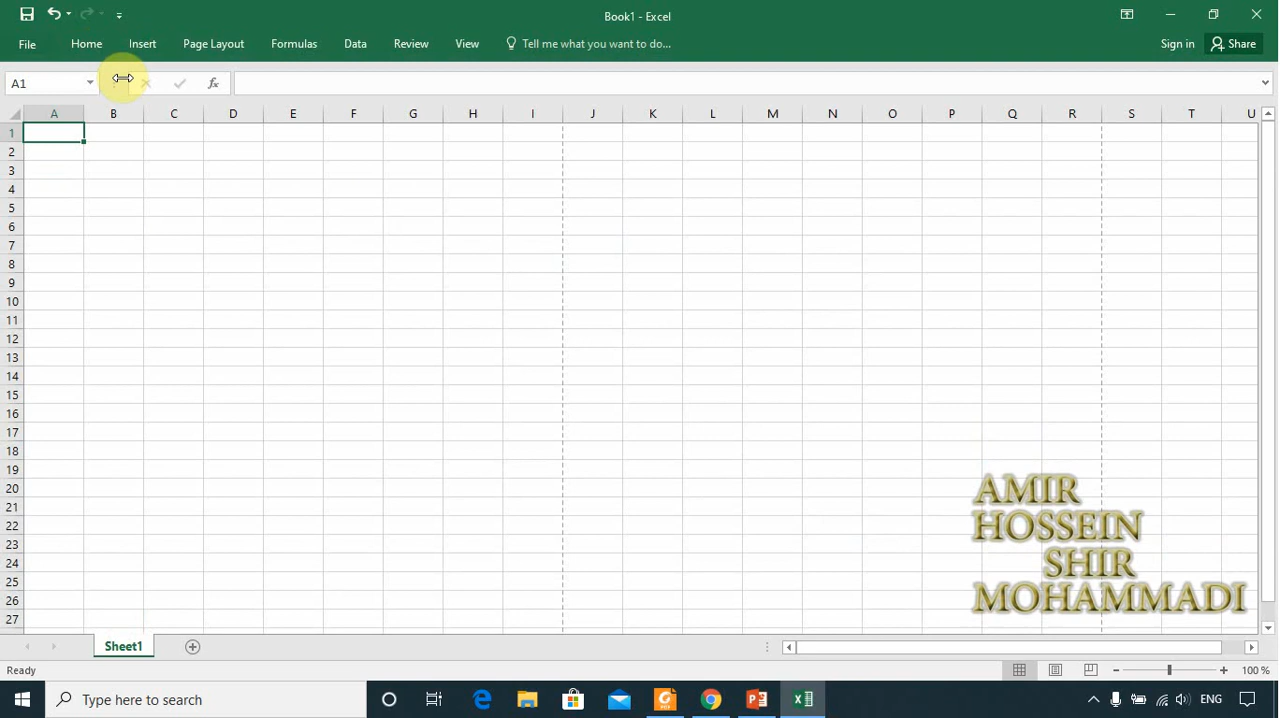 Book1 - Excel
File Home Insert Page Layout Formulas Data Review View Tell me what you want to do... Sign in Share
A1 fx
A B C D E F G H I J K L M N O P Q R S T U
1
2
3
4
5
6
7
8
9
10
11
12
13
14
15
16
17
18
19
20
21
22
23
24
25
26
27
AMIR
HOSSEIN
SHIR
MOHAMMADI
Sheet1
Ready 100 %
Type here to search ENG